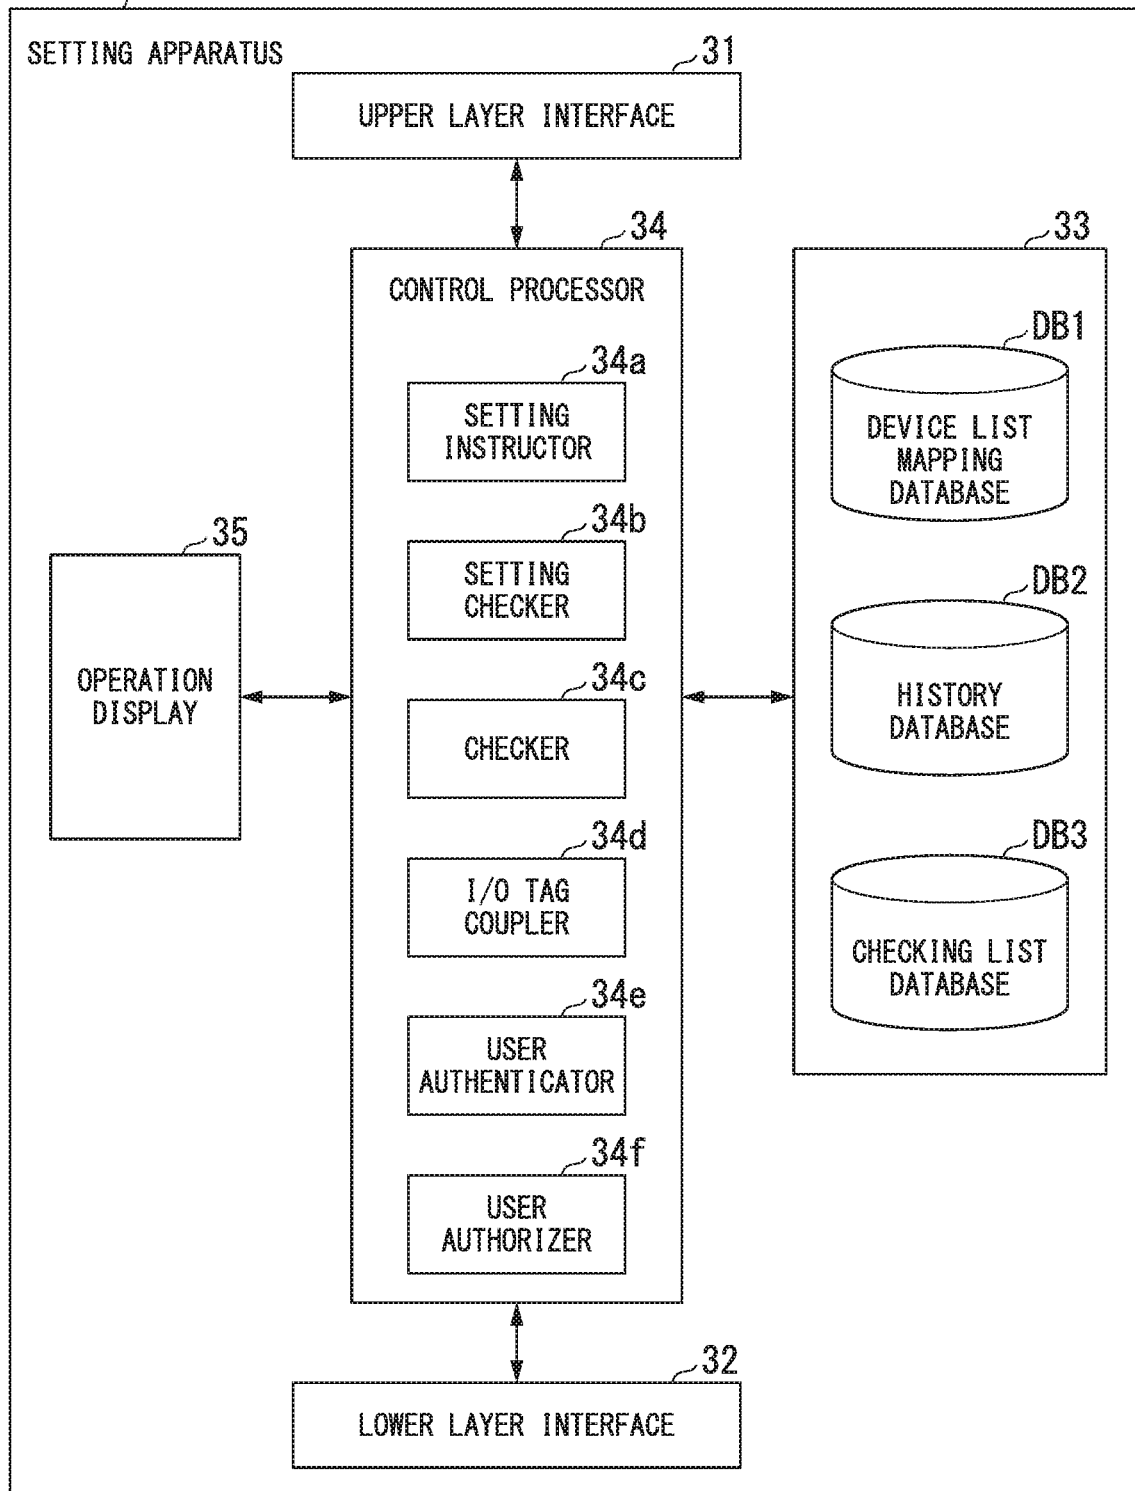 SETTING APPARATUS
31
UPPER LAYER INTERFACE
34
CONTROL PROCESSOR
34a
SETTING
INSTRUCTOR
34b
SETTING
CHECKER
34c
CHECKER
34d
I/O TAG
COUPLER
34e
USER
AUTHENTICATOR
34f
USER
AUTHORIZER
33
DB1
DEVICE LIST
MAPPING
DATABASE
DB2
HISTORY
DATABASE
DB3
CHECKING LIST
DATABASE
35
OPERATION
DISPLAY
32
LOWER LAYER INTERFACE